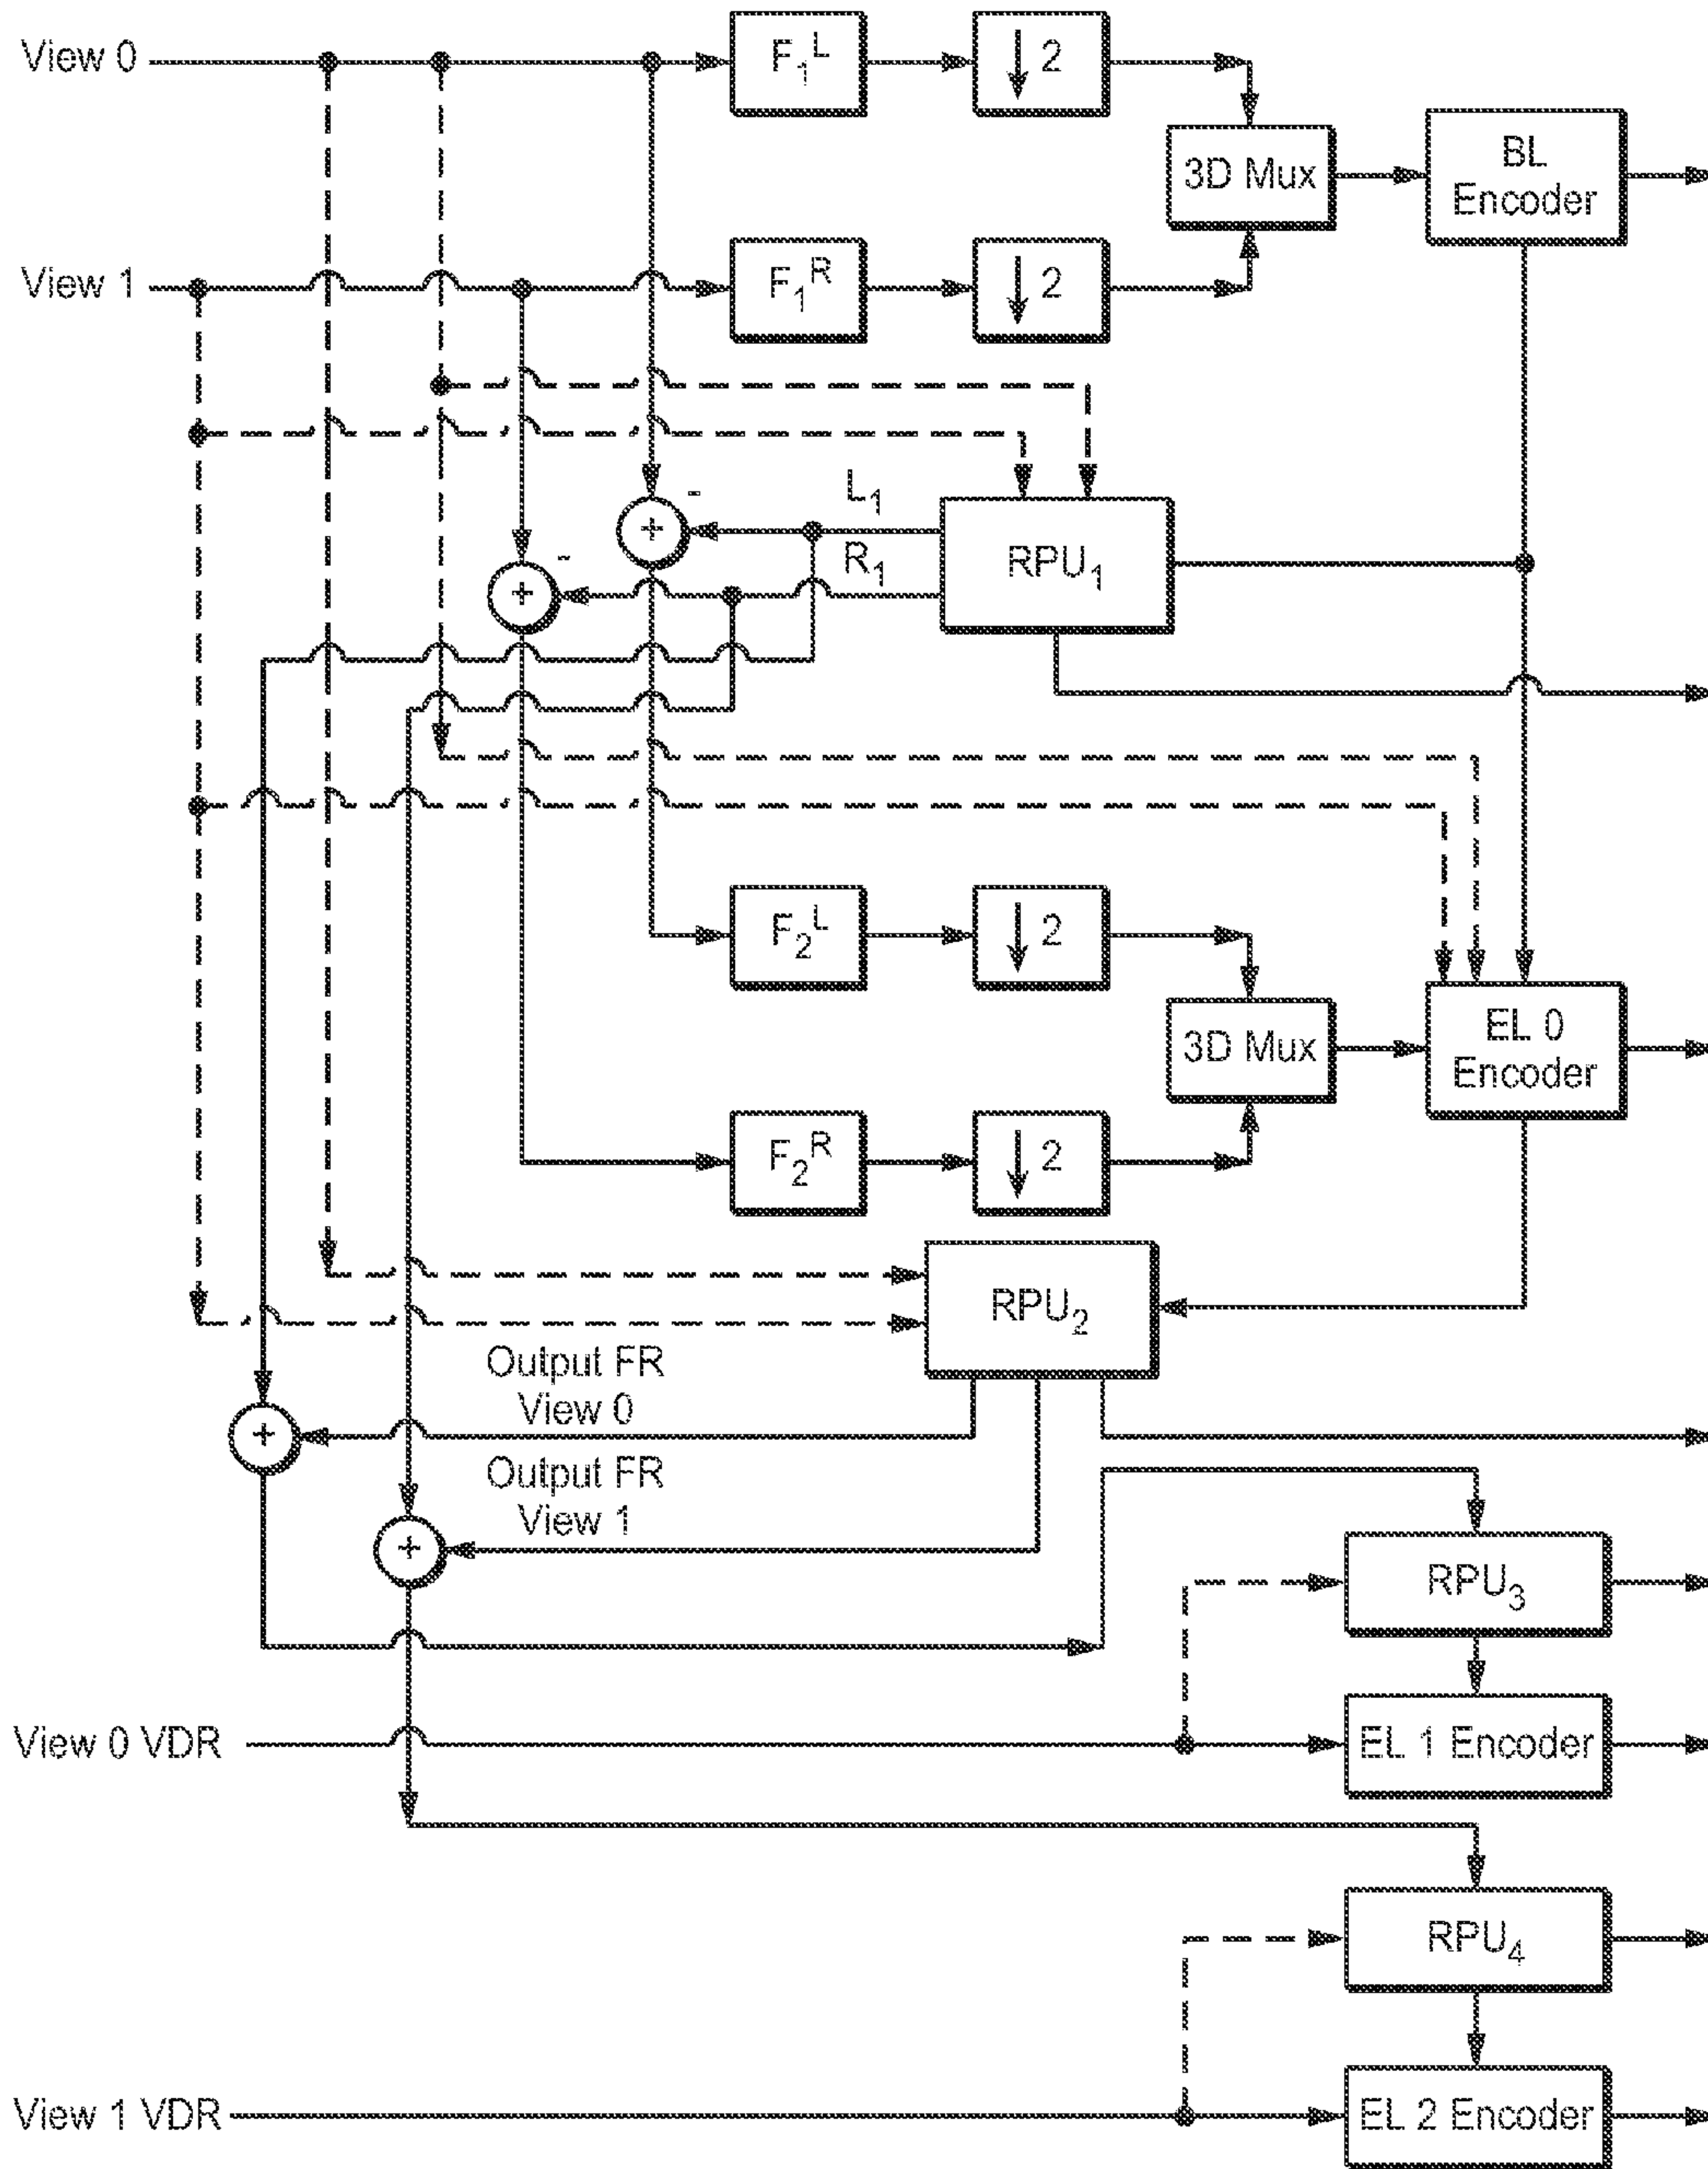 View 0
F₁ᴸ
↓ 2
3D Mux
BL
Encoder
View 1
F₁ᴿ
↓ 2
-
L₁
+
-
R₁
RPU₁
+
F₂ᴸ
↓ 2
3D Mux
EL 0
Encoder
F₂ᴿ
↓ 2
RPU₂
Output FR
View 0
+
Output FR
View 1
+
RPU₃
View 0 VDR
EL 1 Encoder
RPU₄
View 1 VDR
EL 2 Encoder